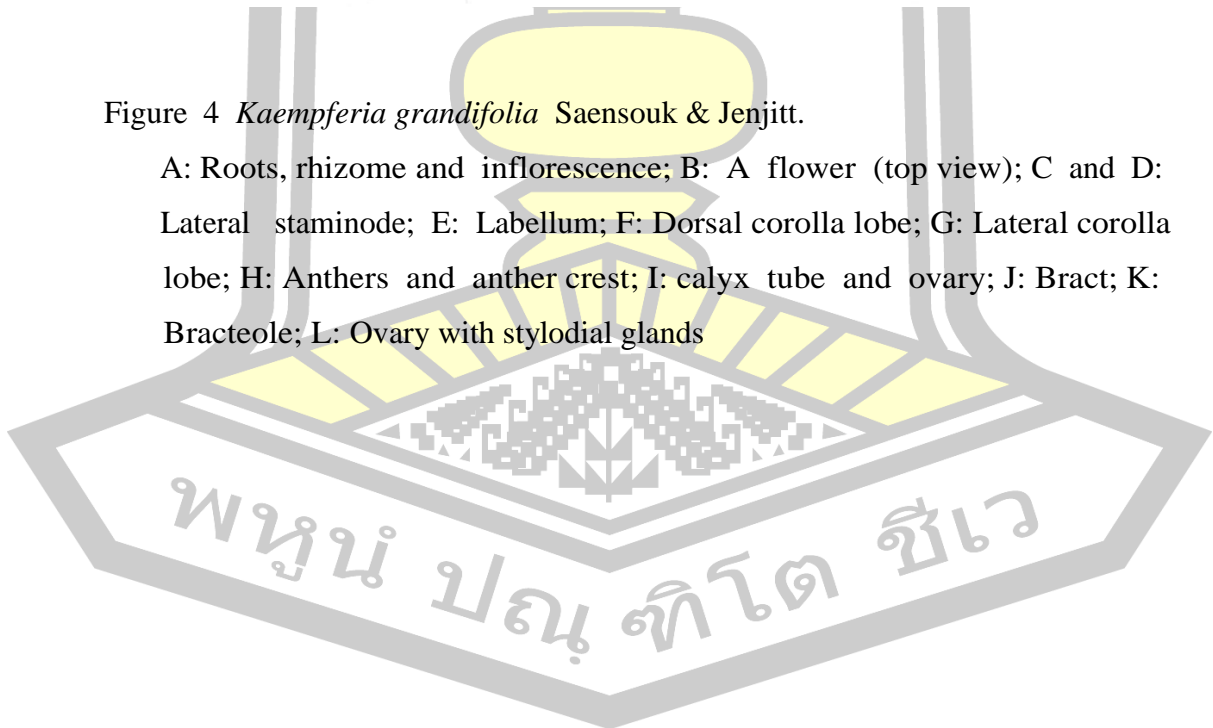 Figure 4 Kaempferia grandifolia Saensouk & Jenjitt.
A: Roots, rhizome and inflorescence; B: A flower (top view); C and D:
Lateral staminode; E: Labellum; F: Dorsal corolla lobe; G: Lateral corolla
lobe; H: Anthers and anther crest; I: calyx tube and ovary; J: Bract; K:
Bracteole; L: Ovary with stylodial glands
พหูนํ ปณฺฑิโต ชีเว